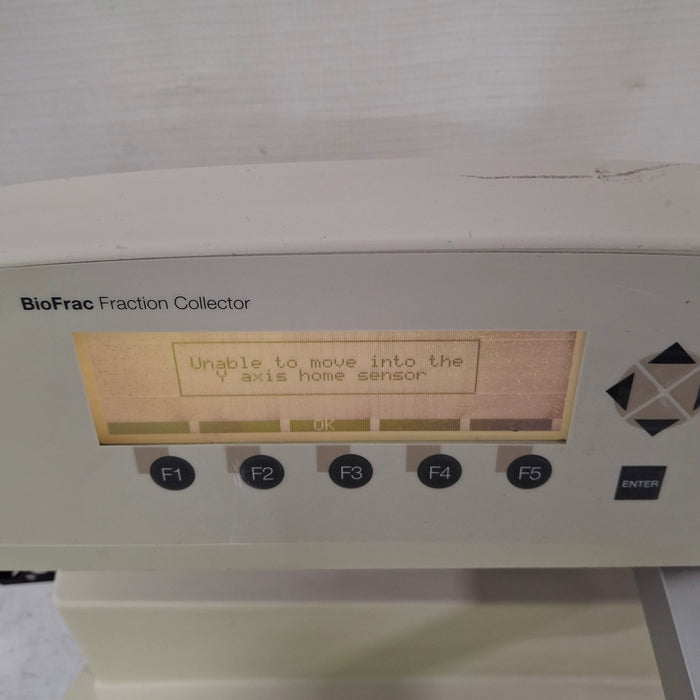 BioFrac Fraction Collector
Unable to move into the
Y axis home sensor
OK
F1 F2 F3 F4 F5
ENTER